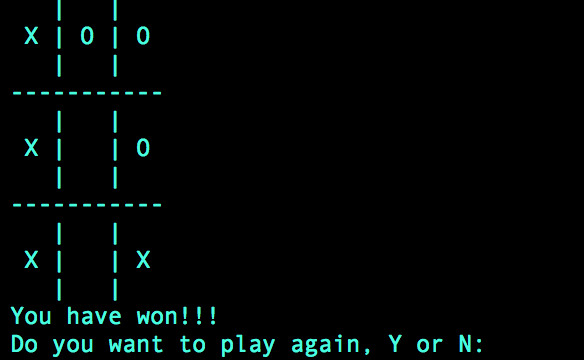 |   |
 X | O | O
   |   |
-----------
   |   |
 X |   | O
   |   |
-----------
   |   |
 X |   | X
   |   |
You have won!!!
Do you want to play again, Y or N: